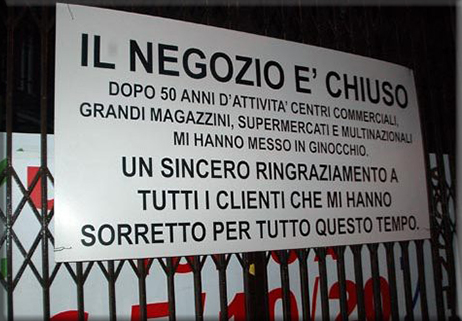 IL NEGOZIO E' CHIUSO
DOPO 50 ANNI D'ATTIVITA' CENTRI COMMERCIALI,
GRANDI MAGAZZINI, SUPERMERCATI E MULTINAZIONALI
MI HANNO MESSO IN GINOCCHIO.
UN SINCERO RINGRAZIAMENTO A
TUTTI I CLIENTI CHE MI HANNO
SORRETTO PER TUTTO QUESTO TEMPO.